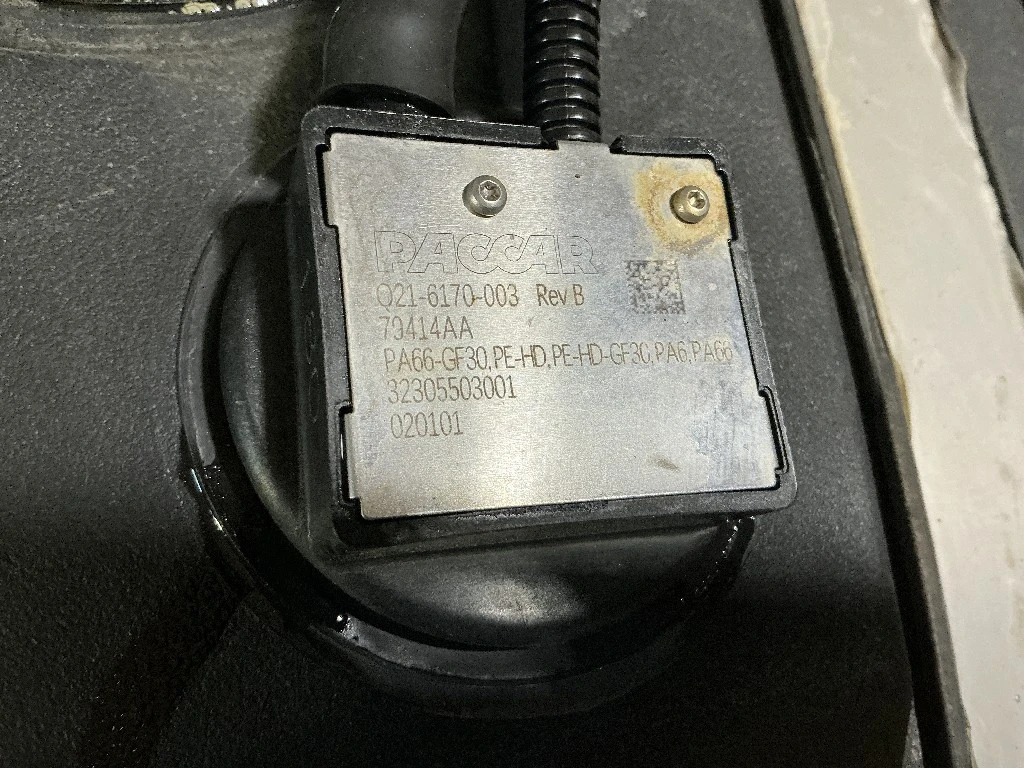 PACCAR
Q21-6170-003 Rev B
79414AA
PA66-GF30,PE-HD,PE-HD-GF30,PA6,PA66
32305503001
020101